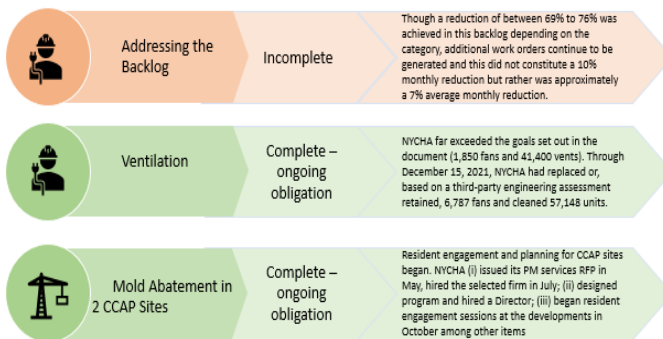 Addressing the
Backlog
Incomplete
Though a reduction of between 69% to 76% was
achieved in this backlog depending on the
category, additional work orders continue to be
generated and this did not constitute a 10%
monthly reduction but rather was approximately
a 7% average monthly reduction.
Ventilation
Complete –
ongoing
obligation
NYCHA far exceeded the goals set out in the
document (1,850 fans and 41,400 vents). Through
December 15, 2021, NYCHA had replaced or,
based on a third-party engineering assessment
retained, 6,787 fans and cleaned 57,148 units.
Mold Abatement in
2 CCAP Sites
Complete –
ongoing
obligation
Resident engagement and planning for CCAP sites
began. NYCHA (i) issued its PM services RFP in
May, hired the selected firm in July; (ii) designed
program and hired a Director; (iii) began resident
engagement sessions at the developments in
October among other items